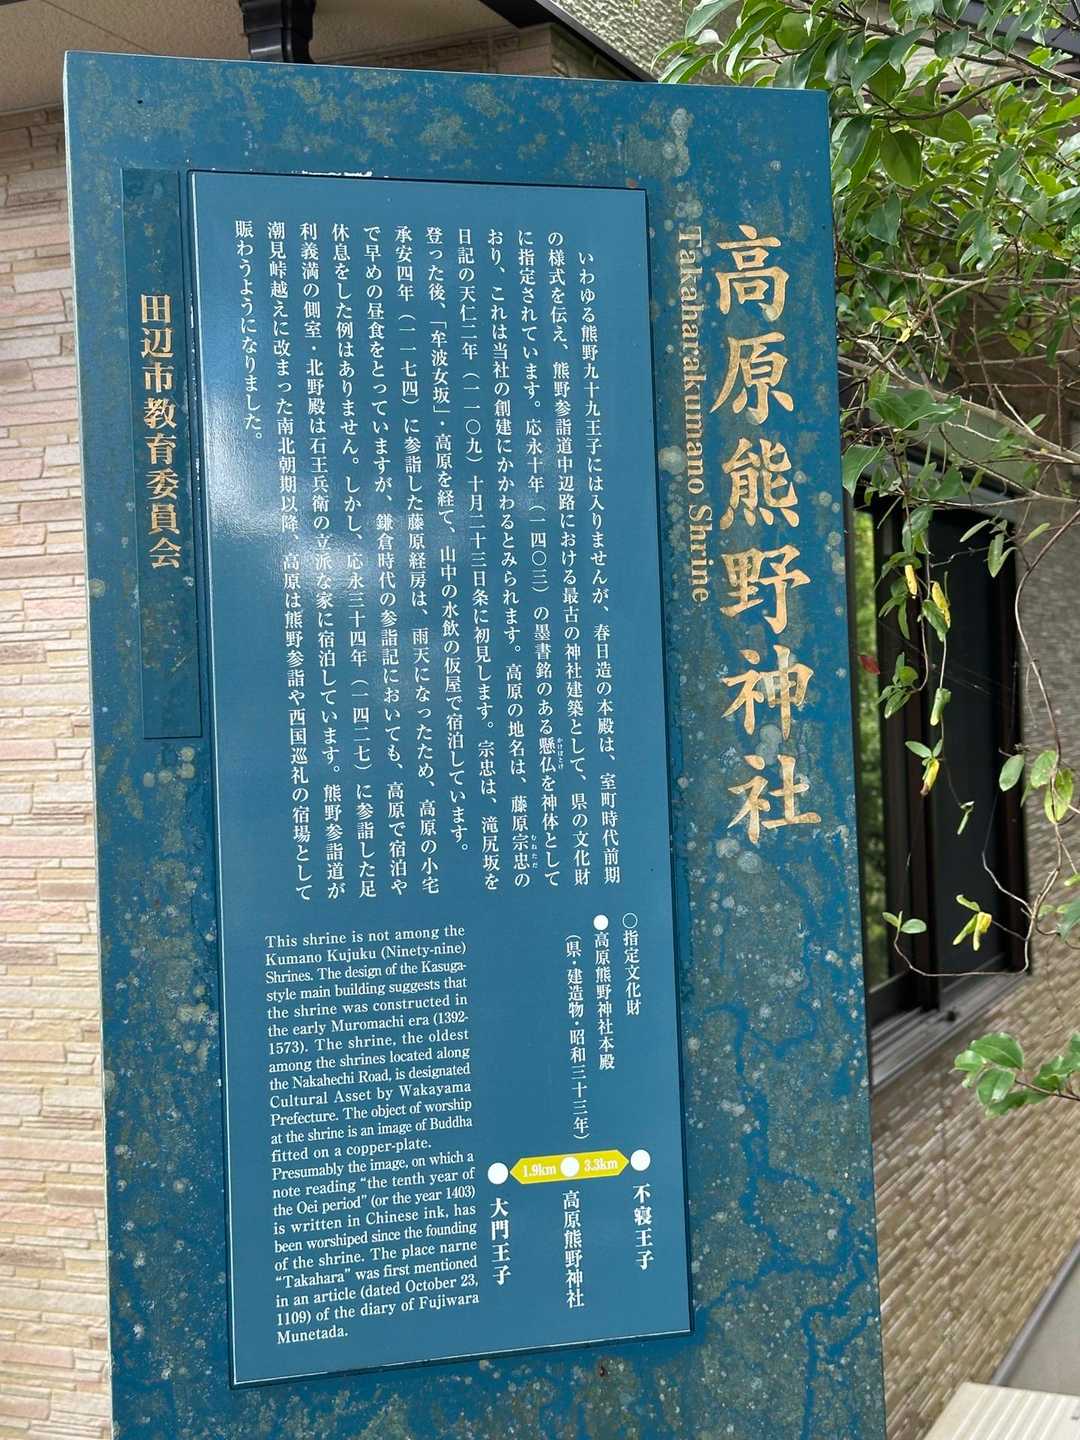 高原熊野神社
Takaharakumano Shrine
いわゆる熊野九十九王子には入りませんが、春日造の本殿は、室町時代前期
の様式を伝え、熊野参詣道中辺路における最古の神社建築として、県の文化財
に指定されています。応永十年（一四〇三）の墨書銘のある懸仏を神体として
かけぼとけ
おり、これは当社の創建にかかわるとみられます。高原の地名は、藤原宗忠の
むねただ
日記の天仁二年（一一〇九）十月二十三日条に初見します。宗忠は、滝尻坂を
登った後、「牟波女坂」・高原を経て、山中の水飲の仮屋で宿泊しています。
承安四年（一一七四）に参詣した藤原経房は、雨天になったため、高原の小宅
で早めの昼食をとっていますが、鎌倉時代の参詣記においても、高原で宿泊や
休息をした例はありません。しかし、応永三十四年（一四二七）に参詣した足
利義満の側室・北野殿は石王兵衛の立派な家に宿泊しています。熊野参詣道が
潮見峠越えに改まった南北朝期以降、高原は熊野参詣や西国巡礼の宿場として
賑わうようになりました。
○指定文化財
●高原熊野神社本殿
（県・建造物・昭和三十三年）
不寝王子
3.3km
高原熊野神社
1.9km
大門王子
This shrine is not among the
Kumano Kujuku (Ninety-nine)
Shrines. The design of the Kasuga-
style main building suggests that
the shrine was constructed in
the early Muromachi era (1392-
1573). The shrine, the oldest
among the shrines located along
the Nakahechi Road, is designated
Cultural Asset by Wakayama
Prefecture. The object of worship
at the shrine is an image of Buddha
fitted on a copper-plate.
Presumably the image, on which a
note reading “the tenth year of
the Oei period” (or the year 1403)
is written in Chinese ink, has
been worshiped since the founding
of the shrine. The place narne
“Takahara” was first mentioned
in an article (dated October 23,
1109) of the diary of Fujiwara
Munetada.
田辺市教育委員会